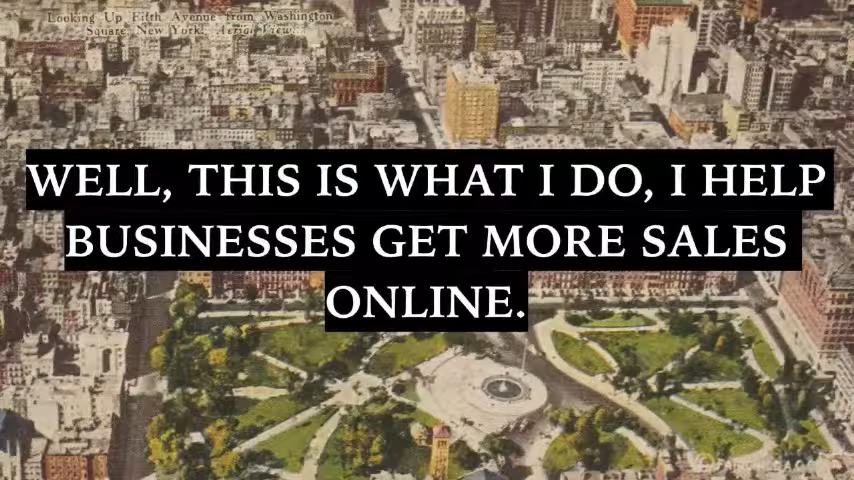 Looking Up Fifth Avenue from Washington
Square, New York. Aerial View.
WELL, THIS IS WHAT I DO, I HELP
BUSINESSES GET MORE SALES
ONLINE.